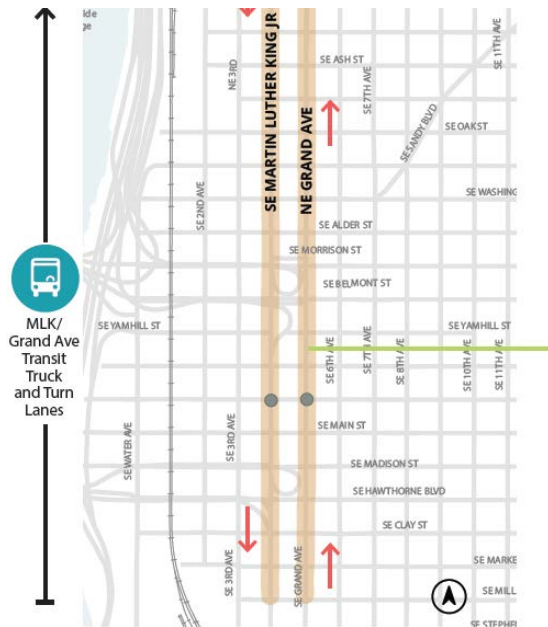 ide
ge
NE 3RD
SE MARTIN LUTHER KING JR
NE GRAND AVE
SE ASH ST
SE 7TH AVE
SE 11TH AVE
SE SANDY BLVD
SE OAK ST
SE 2ND AVE
SE WASHING
SE ALDER ST
SE MORRISON ST
SE BELMONT ST
MLK/
Grand Ave
Transit
Truck
and Turn
Lanes
SE YAMHILL ST
SE YAMHILL ST
SE 6TH AVE
SE 7TH AVE
SE 8TH AVE
SE 10TH AVE
SE 11TH AVE
SE WATER AVE
SE 3RD AVE
SE MAIN ST
SE MADISON ST
SE HAWTHORNE BLVD
SE CLAY ST
SE 3RD AVE
SE GRAND AVE
SE MARKE
SE MILL
SE STEPHE